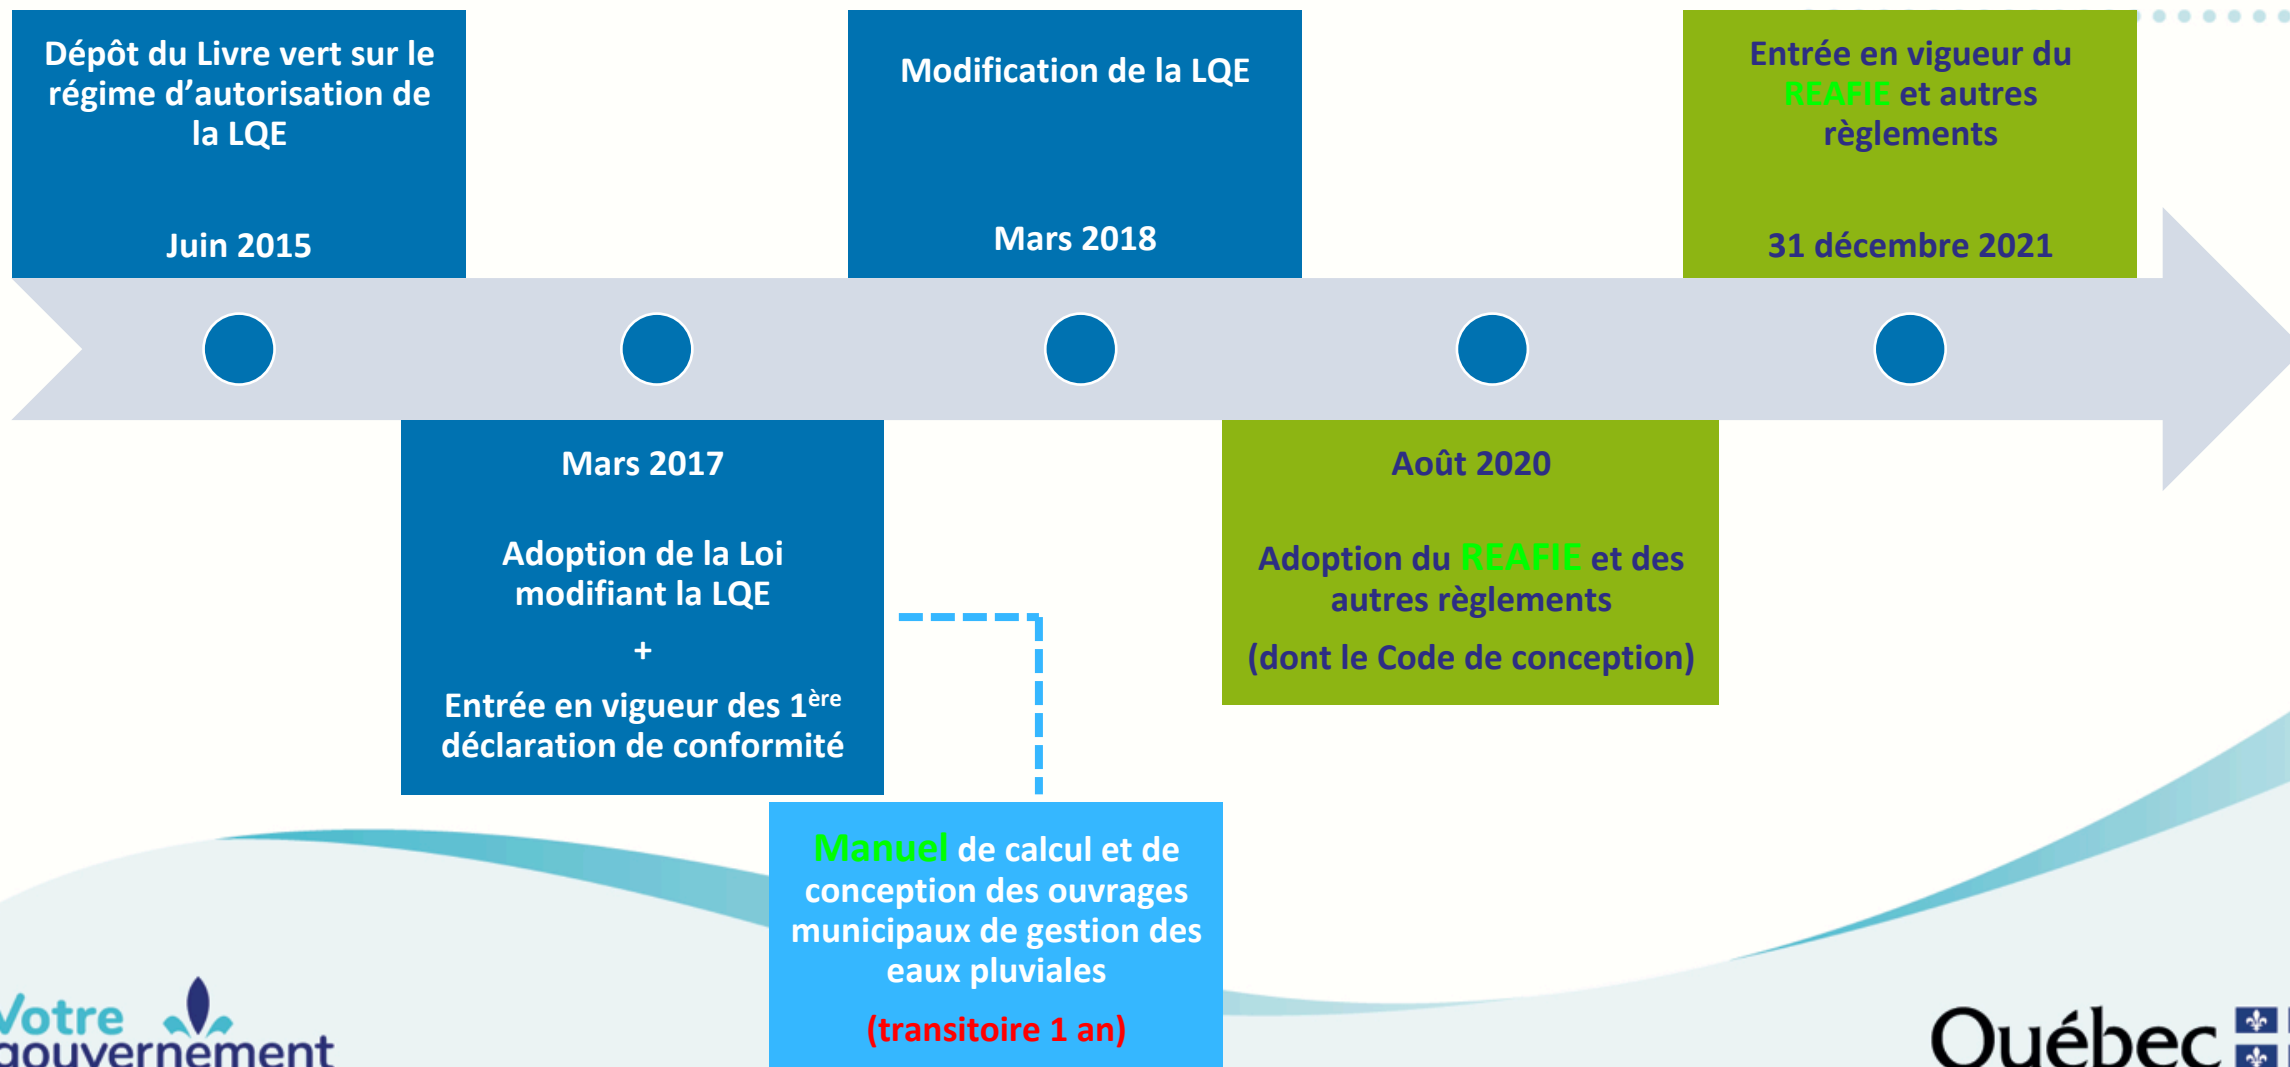 Dépôt du Livre vert sur le
régime d'autorisation de
la LQE
Juin 2015
Mars 2017
Adoption de la Loi
modifiant la LQE
+
Entrée en vigueur des 1ère
déclaration de conformité
Modification de la LQE
Mars 2018
Manuel de calcul et de
conception des ouvrages
municipaux de gestion des
eaux pluviales
(transitoire 1 an)
Août 2020
Adoption du REAFIE et des
autres règlements
(dont le Code de conception)
Entrée en vigueur du
REAFIE et autres
règlements
31 décembre 2021
Votre
gouvernement
Québec